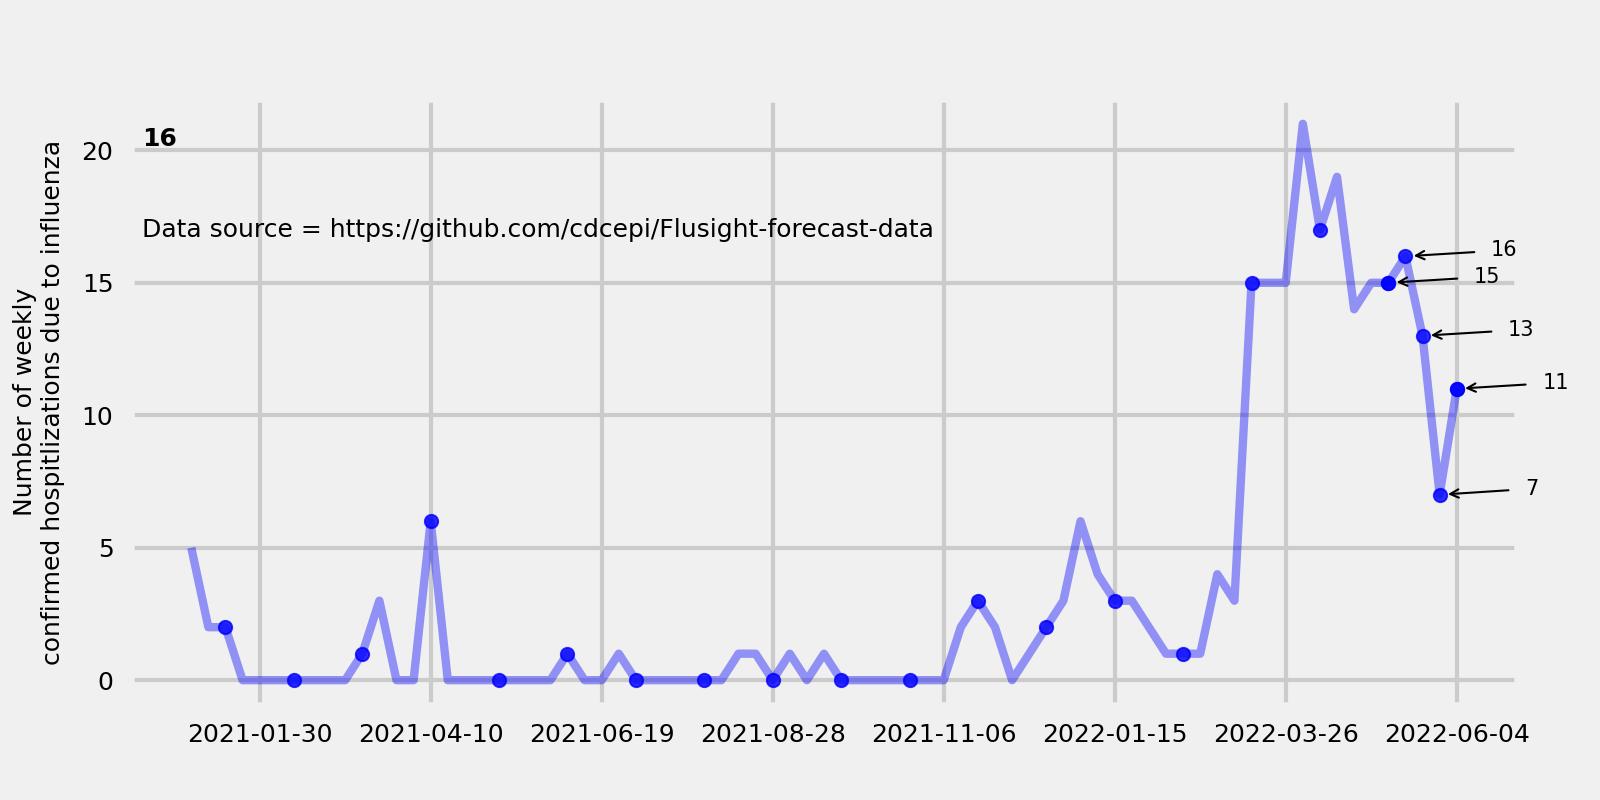 16
Data source = https://github.com/cdcepi/Flusight-forecast-data
Number of weekly
confirmed hospitlizations due to influenza
20
15
10
5
0
16
15
13
11
7
2021-01-30 2021-04-10 2021-06-19 2021-08-28 2021-11-06 2022-01-15 2022-03-26 2022-06-04